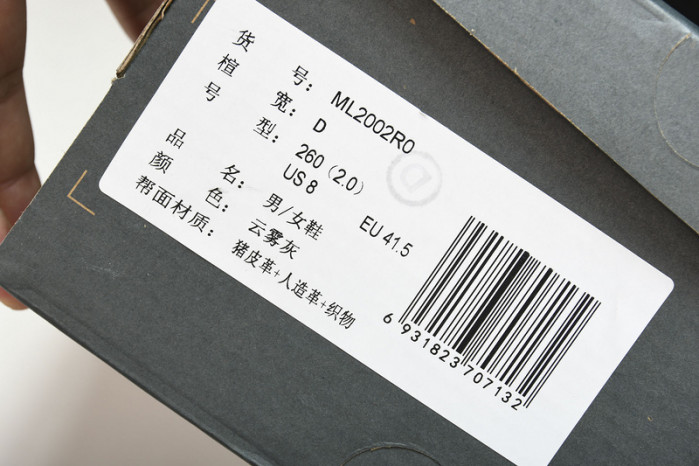 货号：ML2002R0
楦宽：D
号型：260（2.0）
US 8 EU 41.5
品名：男/女鞋
颜色：云雾灰
帮面材质：猪皮革+人造革+织物
6 931823 707132
D